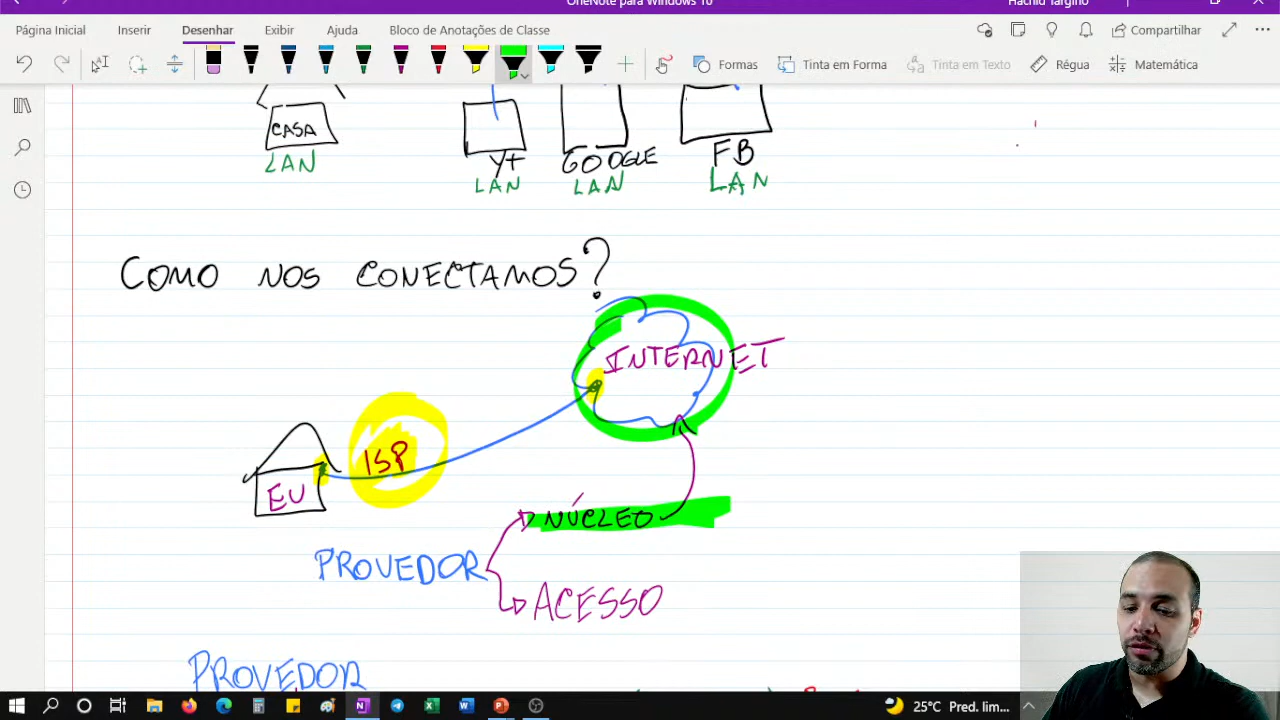 OneNote para Windows 10
Hachid Targino
Página Inicial Inserir Desenhar Exibir Ajuda Bloco de Anotações de Classe Compartilhar
Formas Tinta em Forma Tinta em Texto Régua Matemática
CASA
LAN
YT
LAN
GOOGLE
LAN
FB
LAN
COMO NOS CONECTAMOS?
INTERNET
ISP
EU
NÚCLEO
PROVEDOR
ACESSO
PROVEDOR
25°C Pred. lim...